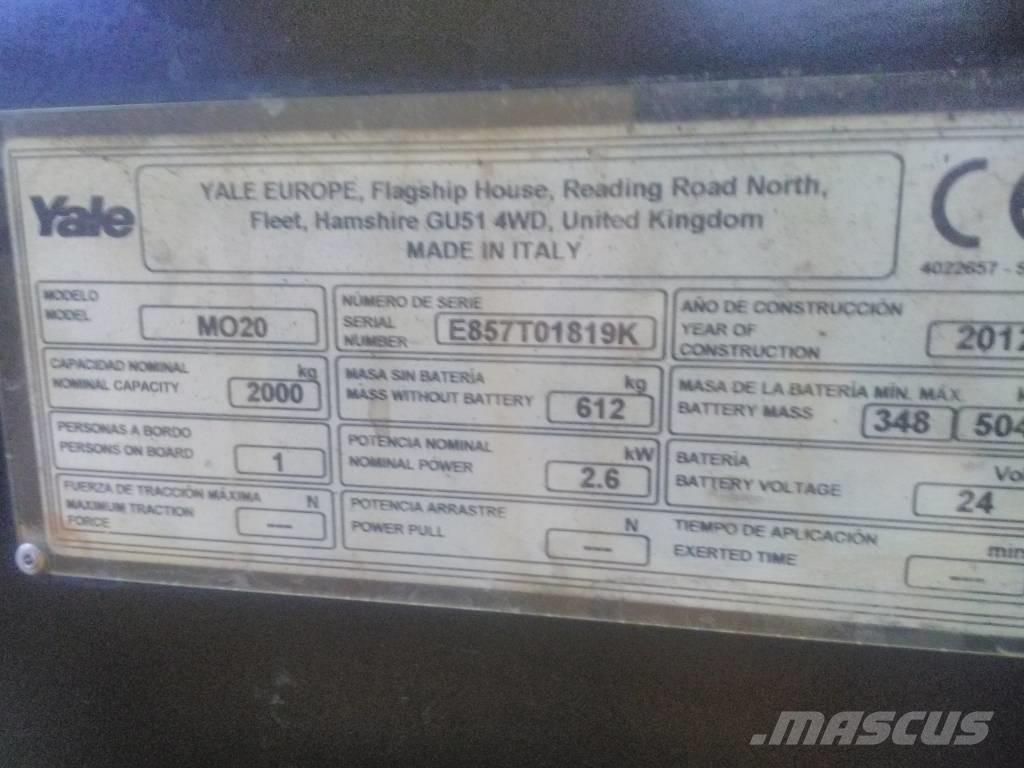 Yale
YALE EUROPE, Flagship House, Reading Road North,
Fleet, Hamshire GU51 4WD, United Kingdom
MADE IN ITALY
4022657 - S
MODELO
MODEL
MO20
NÚMERO DE SERIE
SERIAL
NUMBER
E857T01819K
AÑO DE CONSTRUCCIÓN
YEAR OF
CONSTRUCTION
2012
CAPACIDAD NOMINAL
NOMINAL CAPACITY
kg
2000
MASA SIN BATERÍA
MASS WITHOUT BATTERY
kg
612
MASA DE LA BATERÍA MÍN. MÁX.
BATTERY MASS
348
504
PERSONAS A BORDO
PERSONS ON BOARD
1
POTENCIA NOMINAL
NOMINAL POWER
kW
2.6
BATERÍA
BATTERY VOLTAGE
24
FUERZA DE TRACCIÓN MÁXIMA
MAXIMUM TRACTION
FORCE
N
---
POTENCIA ARRASTRE
POWER PULL
N
---
TIEMPO DE APLICACIÓN
EXERTED TIME
min
---
MASCUS